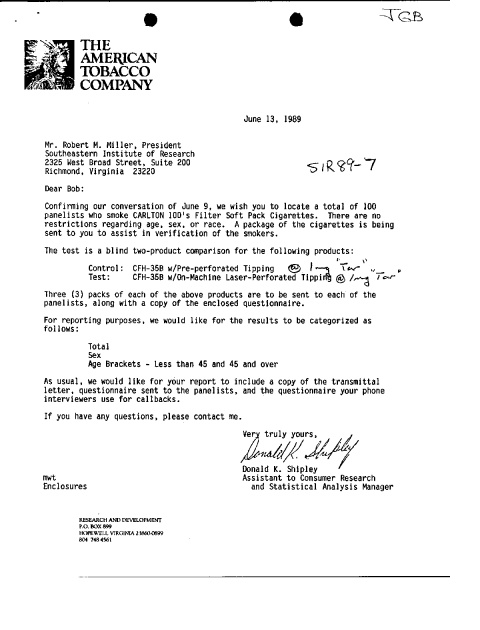 JGB
THE
AMERICAN
TOBACCO
COMPANY
June 13, 1989
Mr. Robert M. Miller, President
Southeastern Institute of Research
2325 West Broad Street, Suite 200
Richmond, Virginia 23220
SIR89-7
Dear Bob:
Confirming our conversation of June 9, we wish you to locate a total of 100
panelists who smoke CARLTON 100's Filter Soft Pack Cigarettes. There are no
restrictions regarding age, sex, or race. A package of the cigarettes is being
sent to you to assist in verification of the smokers.
The test is a blind two-product comparison for the following products:
Control: CFH-35B w/Pre-perforated Tipping @ 1mg "Tar"
Test: CFH-35B w/On-Machine Laser-Perforated Tipping @ 1mg "Tar"
Three (3) packs of each of the above products are to be sent to each of the
panelists, along with a copy of the enclosed questionnaire.
For reporting purposes, we would like for the results to be categorized as
follows:
Total
Sex
Age Brackets - Less than 45 and 45 and over
As usual, we would like for your report to include a copy of the transmittal
letter, questionnaire sent to the panelists, and the questionnaire your phone
interviewers use for callbacks.
If you have any questions, please contact me.
Very truly yours,
Donald K. Shipley
Donald K. Shipley
mwt Assistant to Consumer Research
Enclosures and Statistical Analysis Manager
RESEARCH AND DEVELOPMENT
P.O. BOX 899
HOPEWELL VIRGINIA 23860-0899
804 748-4561